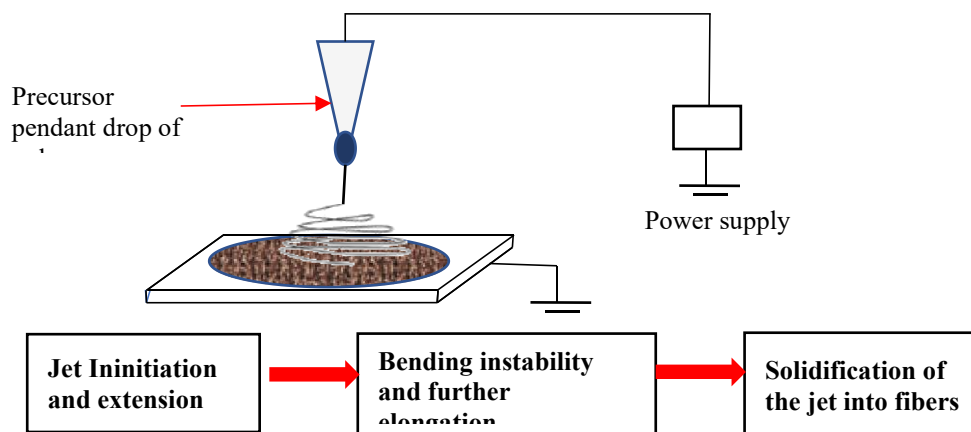 Precursor
pendant drop of
Power supply
Jet Ininitiation
and extension
Bending instability
and further
elongation
Solidification of
the jet into fibers